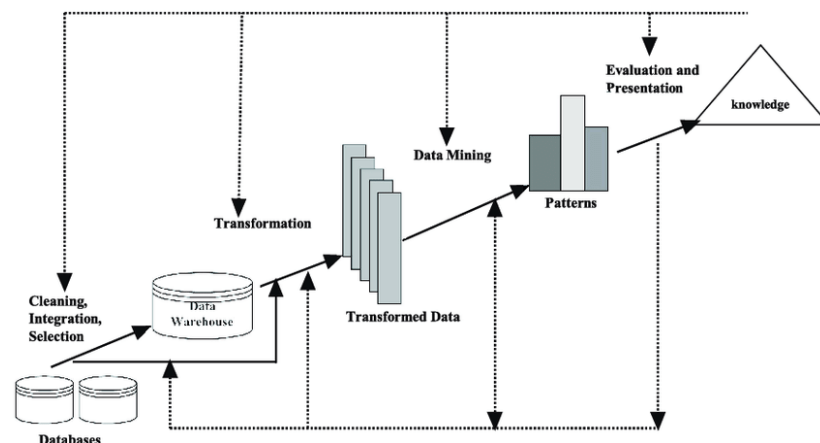 Evaluation and
Presentation
knowledge
Data Mining
Patterns
Transformation
Transformed Data
Cleaning,
Integration,
Selection
Data
Warehouse
Databases